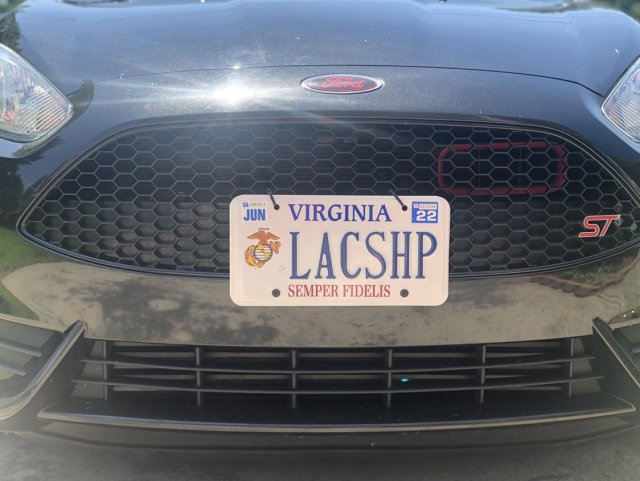 Ford
JUN VIRGINIA 22
LACSHP
SEMPER FIDELIS
ST